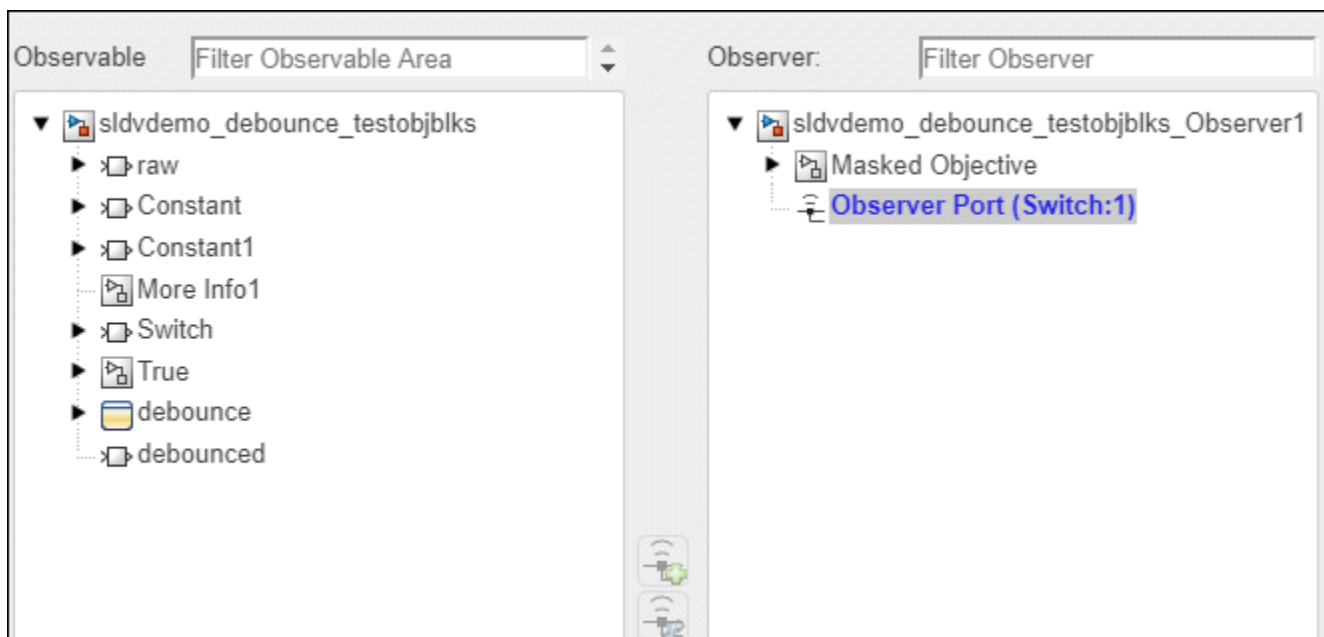 Observable Filter Observable Area Observer: Filter Observer
sldvdemo_debounce_testobjblks
raw
Constant
Constant1
More Info1
Switch
True
debounce
debounced
sldvdemo_debounce_testobjblks_Observer1
Masked Objective
Observer Port (Switch:1)